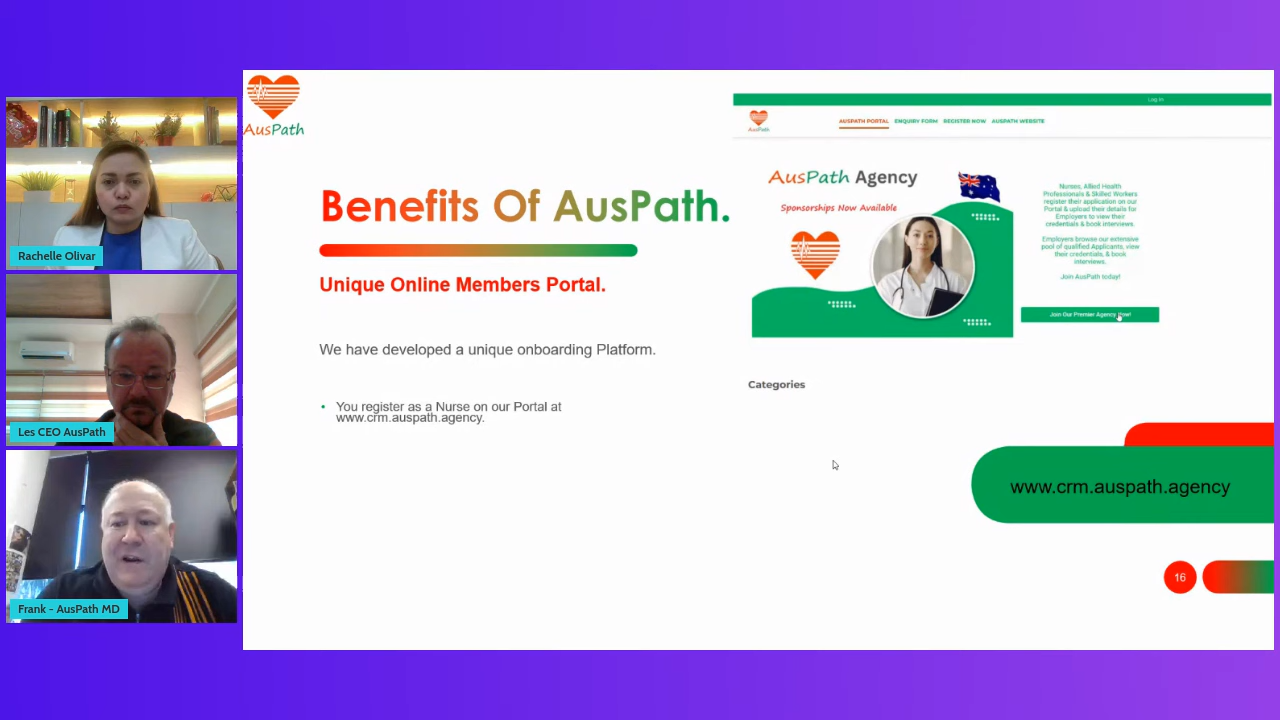 Rachelle Olivar
Les CEO AusPath
Frank - AusPath MD
AusPath
Benefits Of AusPath.
Unique Online Members Portal.
We have developed a unique onboarding Platform.
• You register as a Nurse on our Portal at
www.crm.auspath.agency.
Log In
AusPath
AUSPATH PORTAL ENQUIRY FORM REGISTER NOW AUSPATH WEBSITE
AusPath Agency
Sponsorships Now Available
Nurses, Allied Health
Professionals & Skilled Workers
register their application on our
Portal & upload their details for
Employers to view their
credentials & book interviews.
Employers browse our extensive
pool of qualified Applicants, view
their credentials, & book
interviews.
Join AusPath today!
Join Our Premier Agency Now!
Categories
www.crm.auspath.agency
16